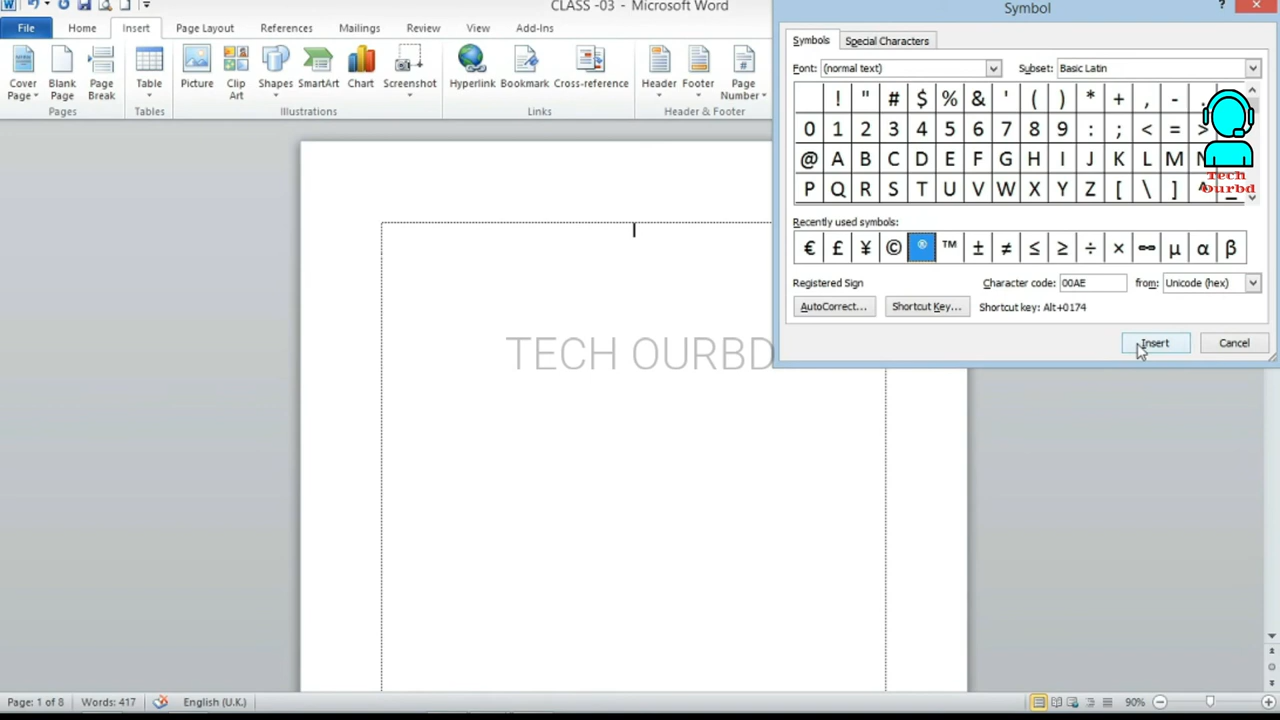 CLASS -03 - Microsoft Word
File Home Insert Page Layout References Mailings Review View Add-Ins
Cover Page
Blank Page
Page Break
Pages
Table
Tables
Picture
Clip Art
Shapes
SmartArt
Chart
Screenshot
Illustrations
Hyperlink
Bookmark
Cross-reference
Links
Header
Footer
Page Number
Header & Footer
Symbol
? ×
Symbols Special Characters
Font: (normal text) Subset: Basic Latin
! " # $ % & ' ( ) * + , - .
0 1 2 3 4 5 6 7 8 9 : ; < = >
@ A B C D E F G H I J K L M N
P Q R S T U V W X Y Z [ \ ] ^ _
Tech
Ourbd
Recently used symbols:
€ £ ¥ © ® ™ ± ≠ ≤ ≥ ÷ × ∞ µ α β
Registered Sign Character code: 00AE from: Unicode (hex)
AutoCorrect... Shortcut Key... Shortcut key: Alt+0174
Insert Cancel
TECH OURBD
Page: 1 of 8 Words: 417 English (U.K.) 90%